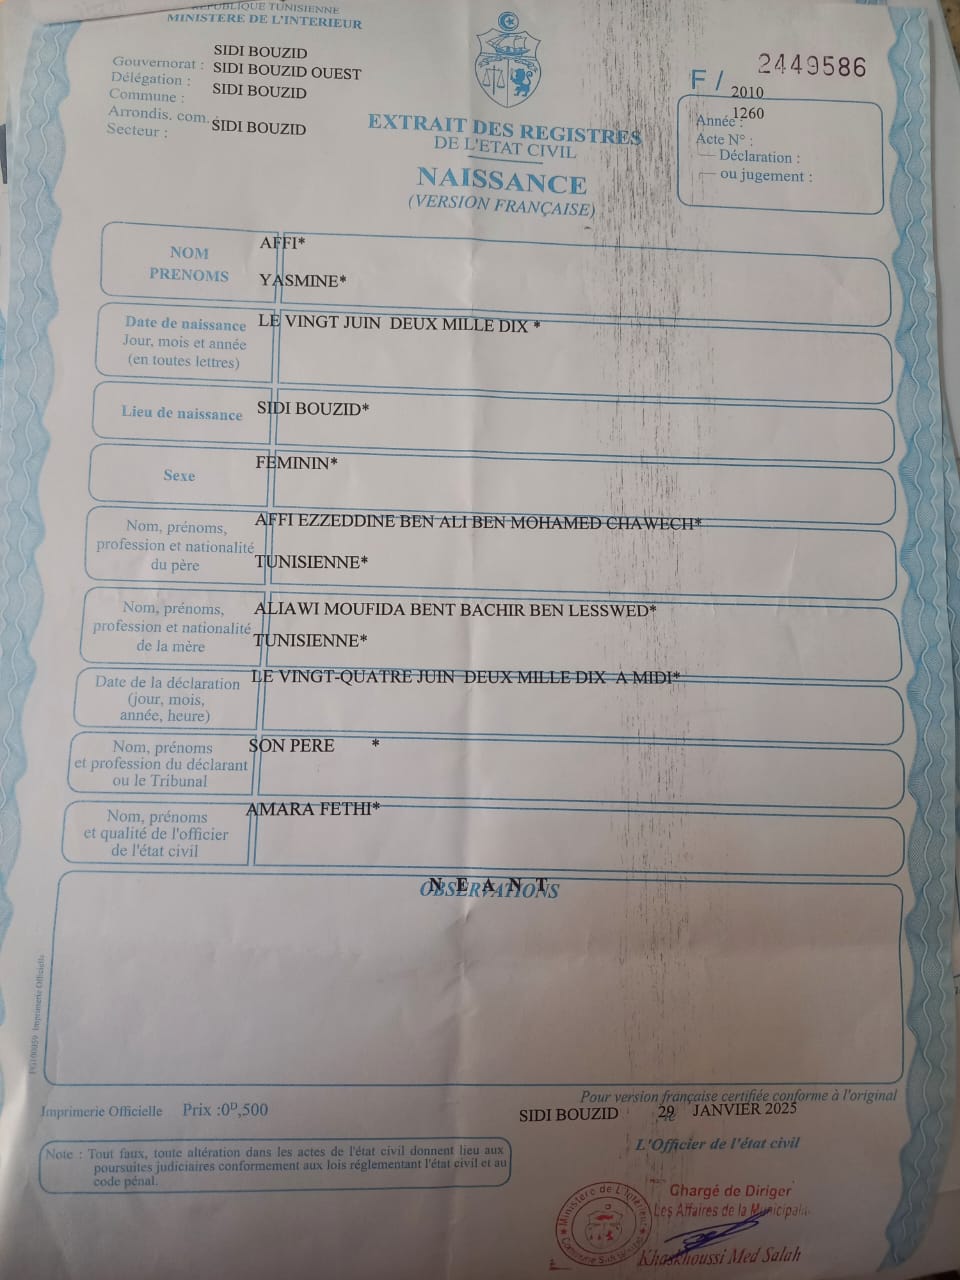 REPUBLIQUE TUNISIENNE
MINISTERE DE L'INTERIEUR
SIDI BOUZID
Gouvernorat : SIDI BOUZID OUEST
Délégation :
Commune : SIDI BOUZID
Arrondis. com. :
Secteur : SIDI BOUZID
EXTRAIT DES REGISTRES
DE L'ETAT CIVIL
NAISSANCE
(VERSION FRANÇAISE)
2449586
F / 2010
Année : 1260
Acte N° :
Déclaration :
ou jugement :
NOM AFFI*
PRENOMS YASMINE*
Date de naissance LE VINGT JUIN DEUX MILLE DIX *
Jour, mois et année
(en toutes lettres)
Lieu de naissance SIDI BOUZID*
Sexe FEMININ*
Nom, prénoms, AFFI EZZEDDINE BEN ALI BEN MOHAMED CHAWECH*
profession et nationalité
du père TUNISIENNE*
Nom, prénoms, ALIAWI MOUFIDA BENT BACHIR BEN LESSWED*
profession et nationalité
de la mère TUNISIENNE*
Date de la déclaration LE VINGT-QUATRE JUIN DEUX MILLE DIX A MIDI*
(jour, mois,
année, heure)
Nom, prénoms SON PERE *
et profession du déclarant
ou le Tribunal
Nom, prénoms AMARA FETHI*
et qualité de l'officier
de l'état civil
OBSERVATIONS
N E A N T
Imprimerie Officielle
Imprimerie Officielle Prix :0ᴰ,500
Pour version française certifiée conforme à l'original
SIDI BOUZID 29 JANVIER 2025
L'Officier de l'état civil
Note : Tout faux, toute altération dans les actes de l'état civil donnent lieu aux
poursuites judiciaires conformement aux lois réglementant l'état civil et au
code pénal.
Chargé de Diriger
Les Affaires de la Municipalité
Khaskhoussi Med Salah
Ministère de L'Intérieur
Commune Sidi Bouzid